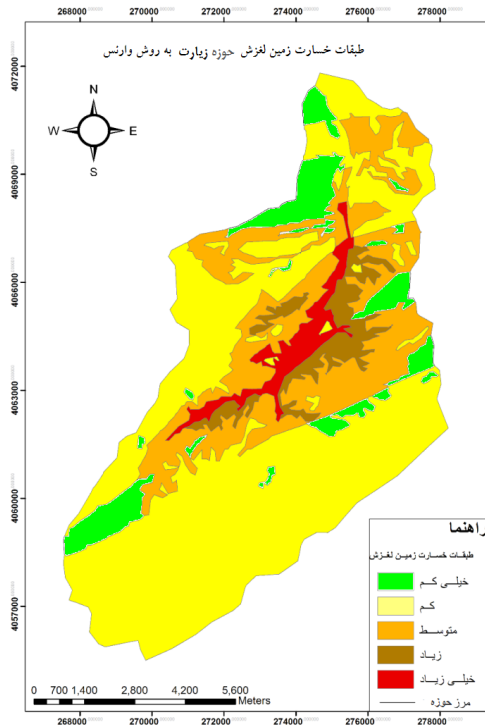 268000 270000 272000 274000 276000 278000
طبقات خسارت زمین لغزش حوزه زیارت به روش وارنس
4072000
4069000
4066000
4063000
4060000
4057000
N
W E
S
راهنما
طبقات خسارت زمین لغزش
خیلی کم
کم
متوسط
زیاد
خیلی زیاد
مرز حوزه
0 700 1,400 2,800 4,200 5,600
Meters
268000 270000 272000 274000 276000 278000